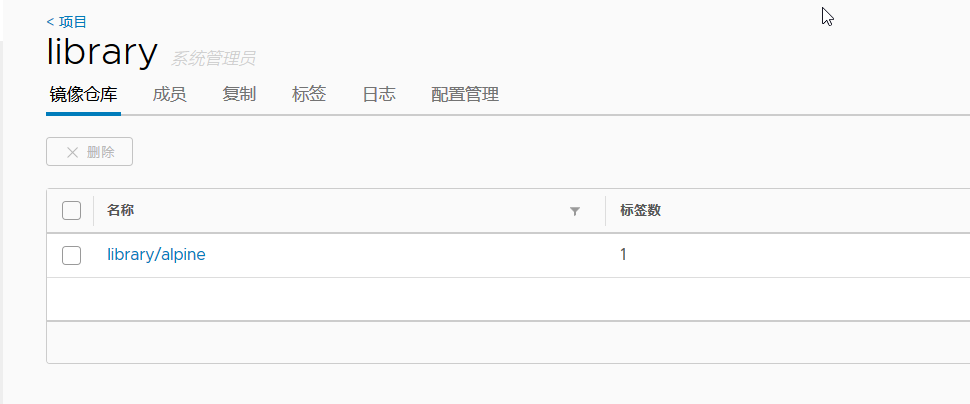 < 项目
library 系统管理员
镜像仓库 成员 复制 标签 日志 配置管理
× 删除
名称 标签数
library/alpine 1